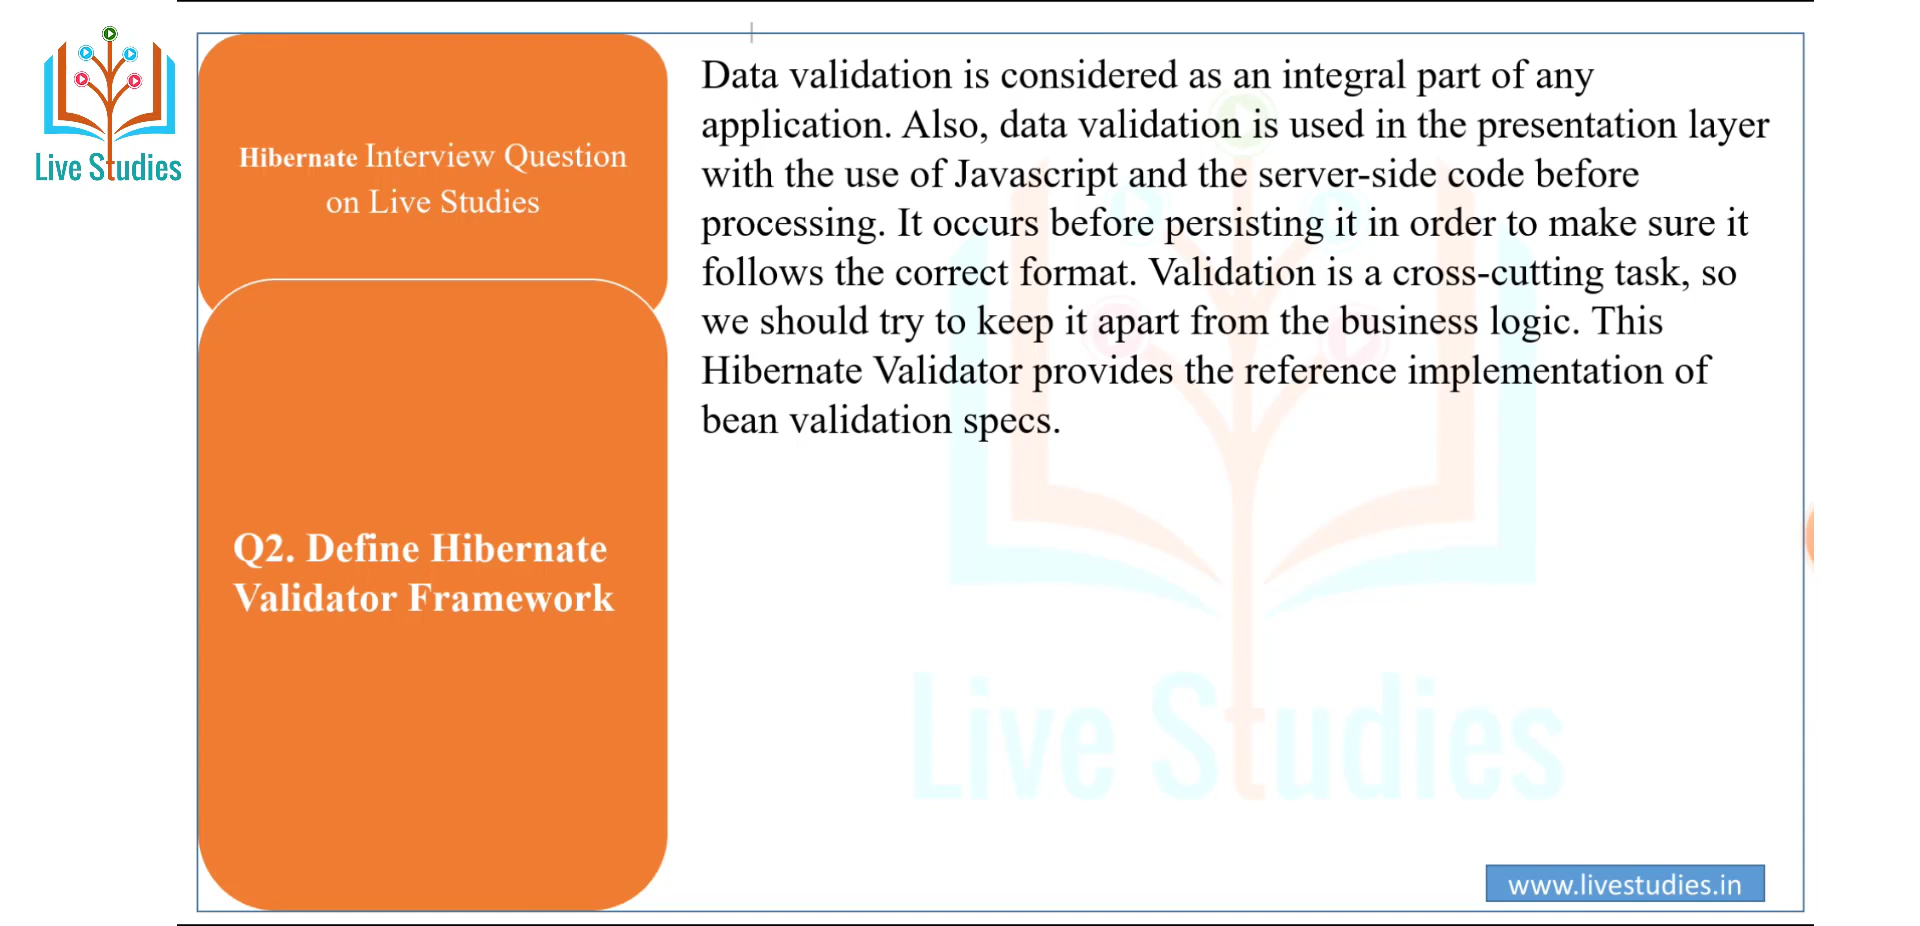 Live Studies
Hibernate Interview Question
on Live Studies
Q2. Define Hibernate
Validator Framework
Data validation is considered as an integral part of any
application. Also, data validation is used in the presentation layer
with the use of Javascript and the server-side code before
processing. It occurs before persisting it in order to make sure it
follows the correct format. Validation is a cross-cutting task, so
we should try to keep it apart from the business logic. This
Hibernate Validator provides the reference implementation of
bean validation specs.
Live Studies
www.livestudies.in